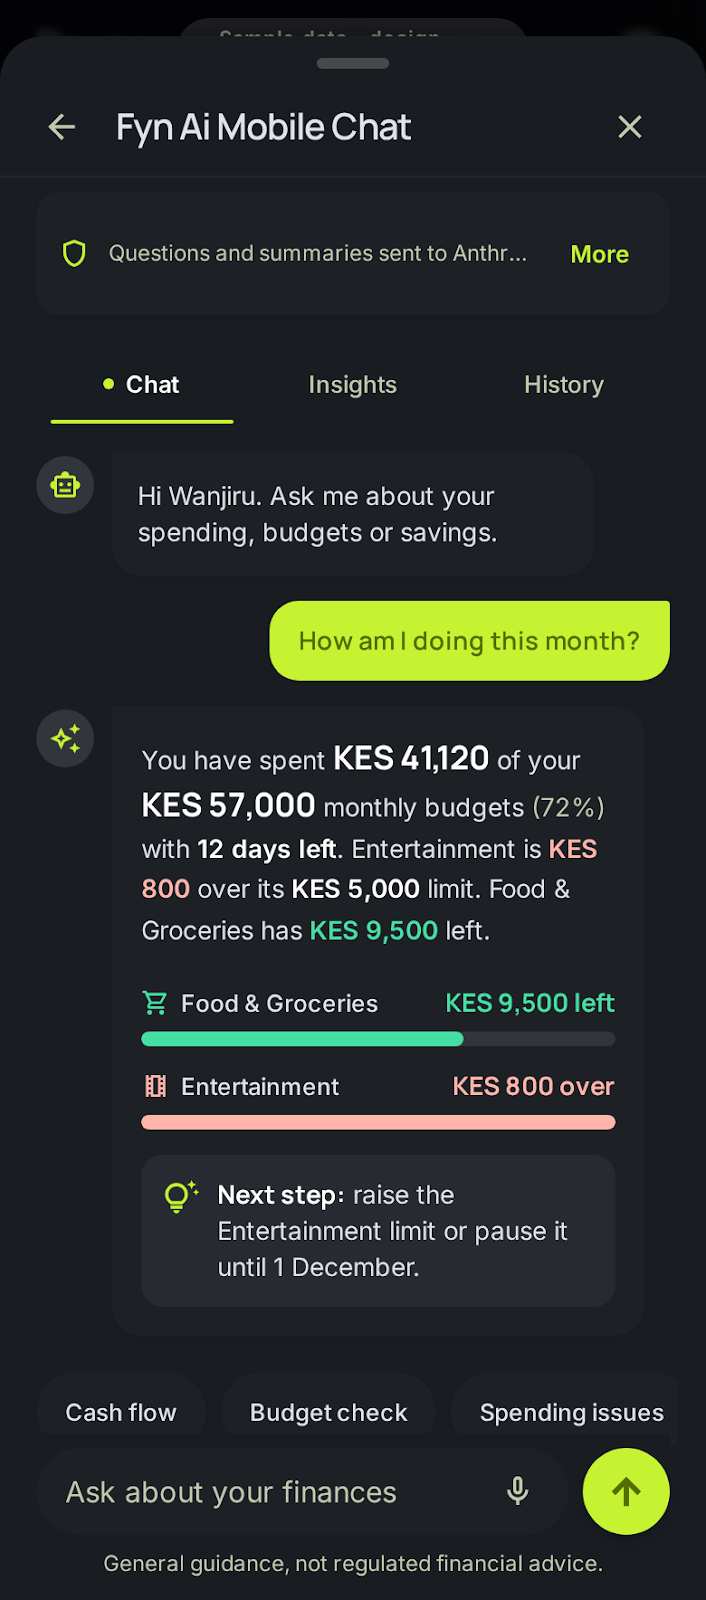 Sample data – design
Fyn Ai Mobile Chat
Questions and summaries sent to Anthr...
More
Chat
Insights
History
Hi Wanjiru. Ask me about your
spending, budgets or savings.
How am I doing this month?
You have spent KES 41,120 of your
KES 57,000 monthly budgets (72%)
with 12 days left. Entertainment is KES
800 over its KES 5,000 limit. Food &
Groceries has KES 9,500 left.
Food & Groceries
KES 9,500 left
Entertainment
KES 800 over
Next step: raise the
Entertainment limit or pause it
until 1 December.
Cash flow
Budget check
Spending issues
Ask about your finances
General guidance, not regulated financial advice.